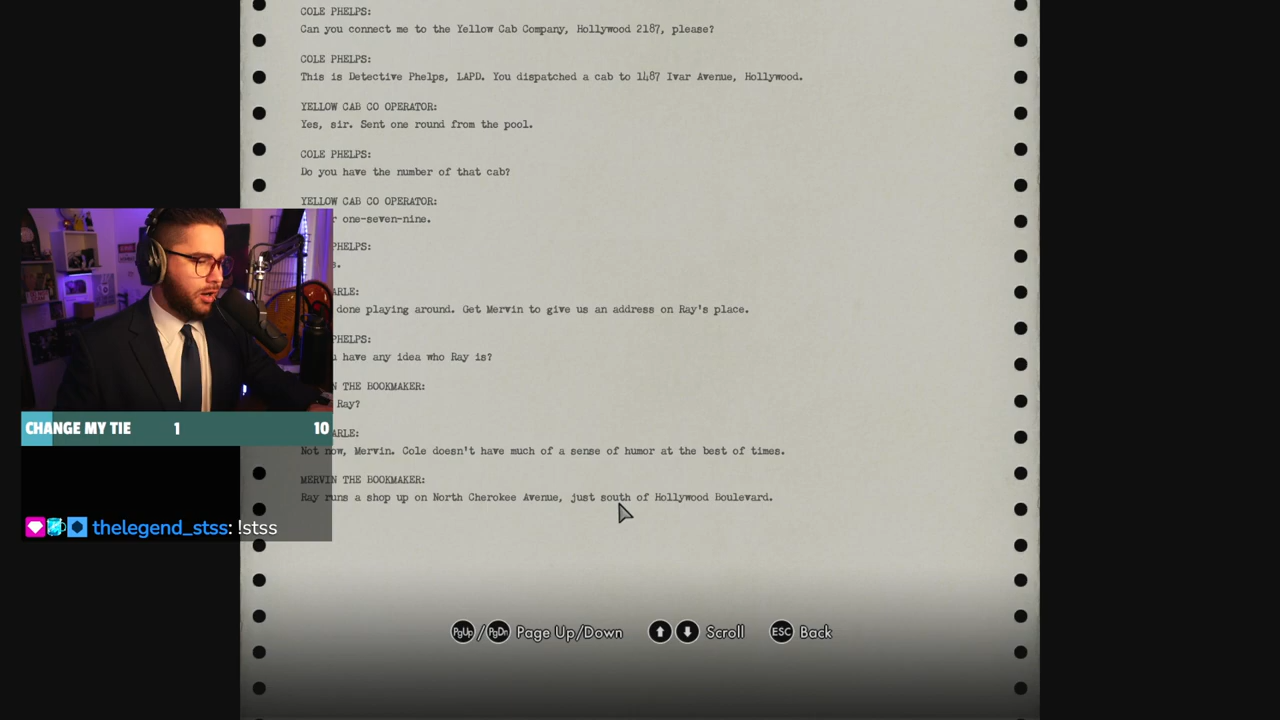 COLE PHELPS:
Can you connect me to the Yellow Cab Company, Hollywood 2187, please?
COLE PHELPS:
This is Detective Phelps, LAPD. You dispatched a cab to 1487 Ivar Avenue, Hollywood.
YELLOW CAB CO OPERATOR:
Yes, sir. Sent one round from the pool.
COLE PHELPS:
Do you have the number of that cab?
YELLOW CAB CO OPERATOR:
one-seven-nine.
PHELPS:
done playing around. Get Mervin to give us an address on Ray's place.
PHELPS:
have any idea who Ray is?
THE BOOKMAKER:
Ray?
Not now, Mervin. Cole doesn't have much of a sense of humor at the best of times.
MERVIN THE BOOKMAKER:
Ray runs a shop up on North Cherokee Avenue, just south of Hollywood Boulevard.
CHANGE MY TIE 1 10
thelegend_stss: !stss
PgUp / PgDn Page Up/Down Scroll ESC Back